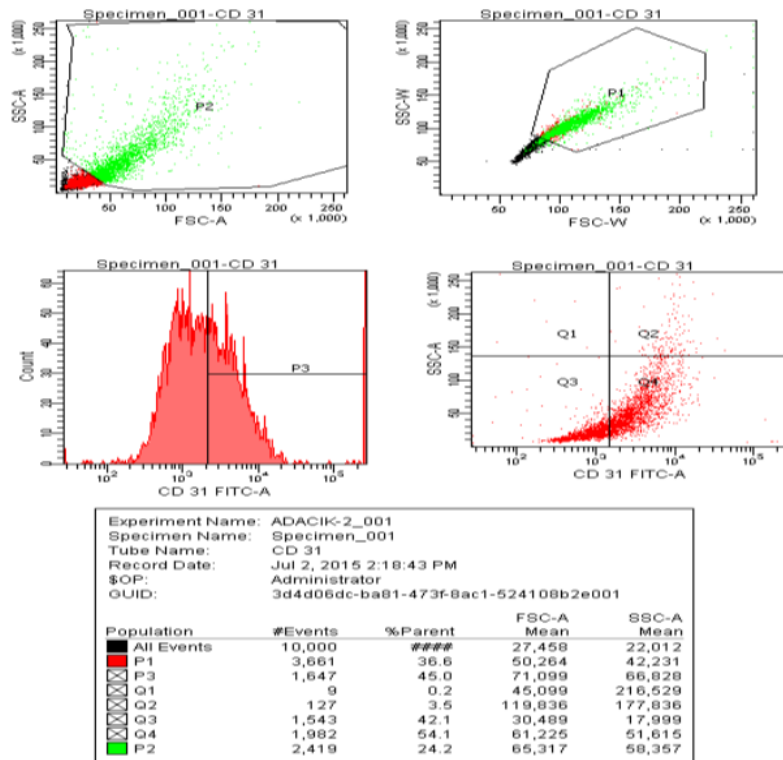 Specimen_001-CD 31
(x 1,000)
SSC-A
250
200
150
100
50
P2
50 100 150 200 250
FSC-A
(x 1,000)
Specimen_001-CD 31
(x 1,000)
SSC-W
250
200
150
100
50
P1
50 100 150 200 250
FSC-W
(x 1,000)
Specimen_001-CD 31
Count
60
50
40
30
20
10
0
P3
10² 10³ 10⁴ 10⁵
CD 31 FITC-A
Specimen_001-CD 31
(x 1,000)
SSC-A
250
200
150
100
50
Q1 Q2
Q3 Q4
10² 10³ 10⁴ 10⁵
CD 31 FITC-A
Experiment Name: ADACIK-2_001
Specimen Name: Specimen_001
Tube Name: CD 31
Record Date: Jul 2, 2015 2:18:43 PM
$OP: Administrator
GUID: 3d4d06dc-ba81-473f-8ac1-524108b2e001
FSC-A SSC-A
Population #Events %Parent Mean Mean
All Events 10,000 #### 27,458 22,012
P1 3,661 36.6 50,264 42,231
P3 1,647 45.0 71,099 66,828
Q1 9 0.2 45,099 216,529
Q2 127 3.5 119,836 177,836
Q3 1,543 42.1 30,489 17,999
Q4 1,982 54.1 61,225 51,615
P2 2,419 24.2 65,317 58,357